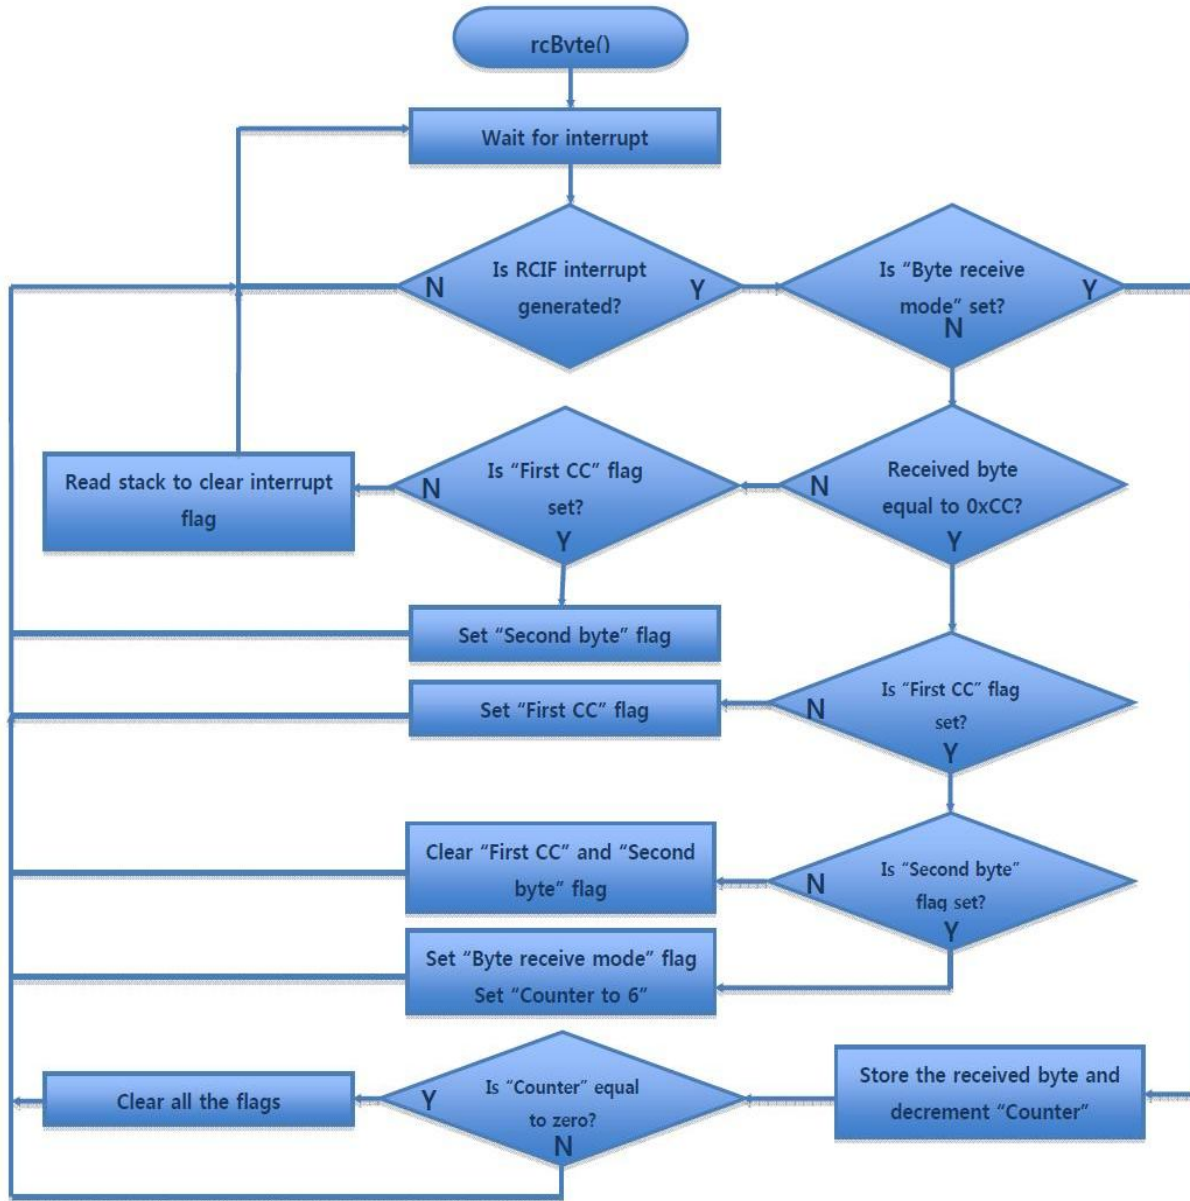 rcByte()
Wait for interrupt
Is RCIF interrupt
generated?
N
Y
Is “Byte receive
mode” set?
Y
N
Read stack to clear interrupt
flag
Is “First CC” flag
set?
N
Y
Received byte
equal to 0xCC?
N
Y
Set “Second byte” flag
Is “First CC” flag
set?
N
Y
Set “First CC” flag
Clear “First CC” and “Second
byte” flag
Is “Second byte”
flag set?
N
Y
Set “Byte receive mode” flag
Set “Counter to 6”
Clear all the flags
Is “Counter” equal
to zero?
Y
N
Store the received byte and
decrement “Counter”